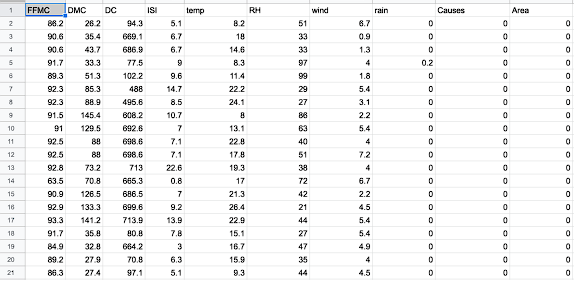 1 FFMC DMC DC ISI temp RH wind rain Causes Area
2 86.2 26.2 94.3 5.1 8.2 51 6.7 0 0 0
3 90.6 35.4 669.1 6.7 18 33 0.9 0 0 0
4 90.6 43.7 686.9 6.7 14.6 33 1.3 0 0 0
5 91.7 33.3 77.5 9 8.3 97 4 0.2 0 0
6 89.3 51.3 102.2 9.6 11.4 99 1.8 0 0 0
7 92.3 85.3 488 14.7 22.2 29 5.4 0 0 0
8 92.3 88.9 495.6 8.5 24.1 27 3.1 0 0 0
9 91.5 145.4 608.2 10.7 8 86 2.2 0 0 0
10 91 129.5 692.6 7 13.1 63 5.4 0 0 0
11 92.5 88 698.6 7.1 22.8 40 4 0 0 0
12 92.5 88 698.6 7.1 17.8 51 7.2 0 0 0
13 92.8 73.2 713 22.6 19.3 38 4 0 0 0
14 63.5 70.8 665.3 0.8 17 72 6.7 0 0 0
15 90.9 126.5 686.5 7 21.3 42 2.2 0 0 0
16 92.9 133.3 699.6 9.2 26.4 21 4.5 0 0 0
17 93.3 141.2 713.9 13.9 22.9 44 5.4 0 0 0
18 91.7 35.8 80.8 7.8 15.1 27 5.4 0 0 0
19 84.9 32.8 664.2 3 16.7 47 4.9 0 0 0
20 89.2 27.9 70.8 6.3 15.9 35 4 0 0 0
21 86.3 27.4 97.1 5.1 9.3 44 4.5 0 0 0